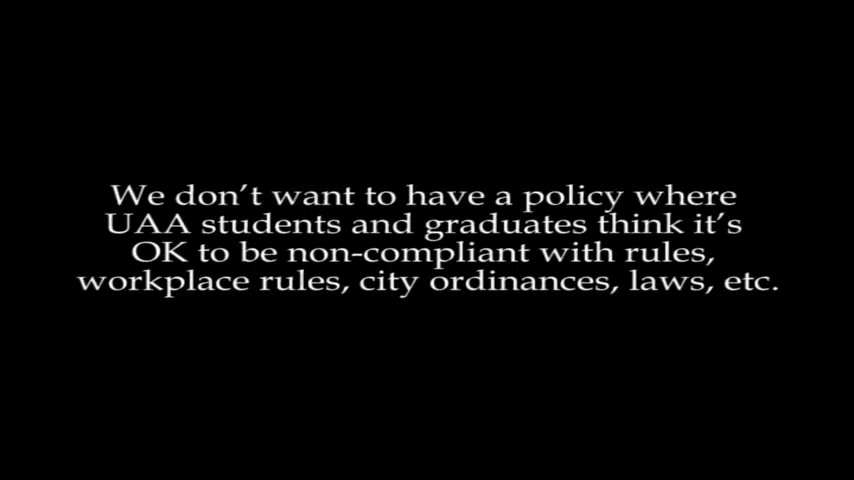 We don’t want to have a policy where
UAA students and graduates think it’s
OK to be non-compliant with rules,
workplace rules, city ordinances, laws, etc.